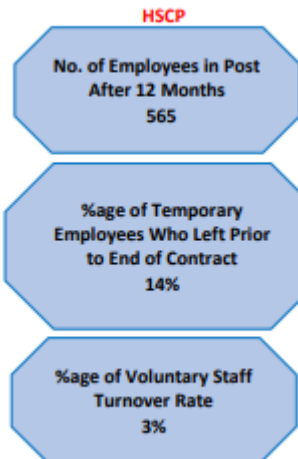 HSCP
No. of Employees in Post
After 12 Months
565
%age of Temporary
Employees Who Left Prior
to End of Contract
14%
%age of Voluntary Staff
Turnover Rate
3%